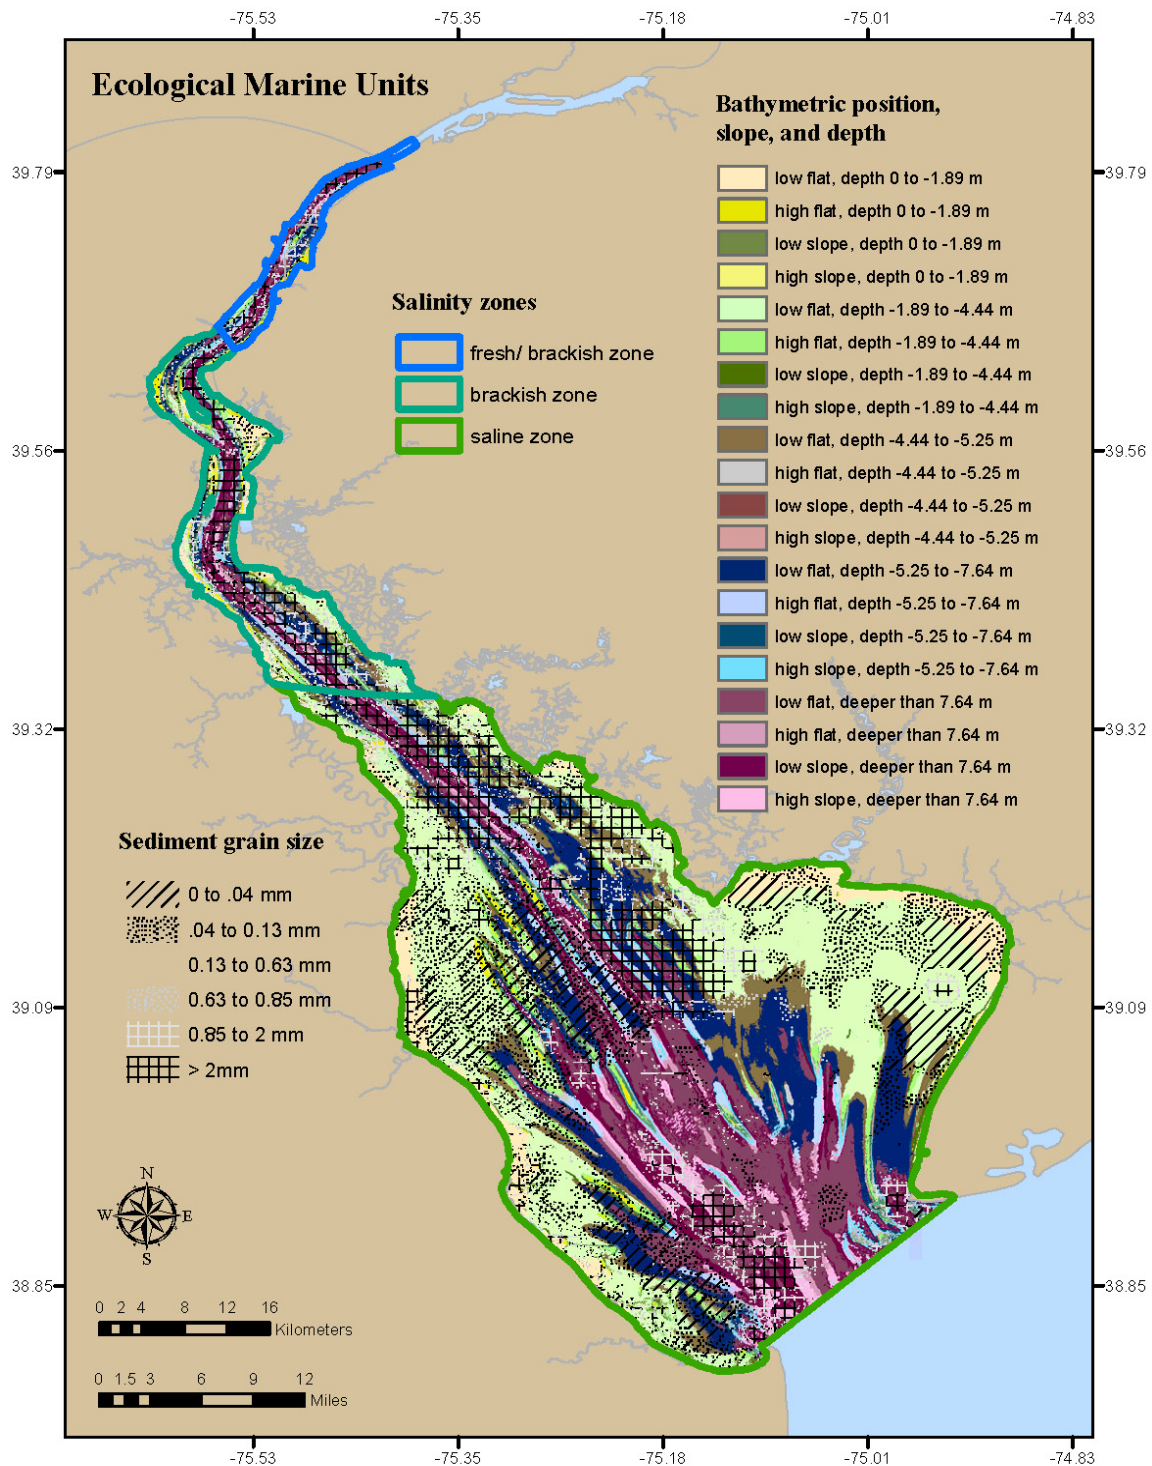 -75.53 -75.35 -75.18 -75.01 -74.83
Ecological Marine Units
Bathymetric position,
slope, and depth
39.79 39.79
low flat, depth 0 to -1.89 m
high flat, depth 0 to -1.89 m
low slope, depth 0 to -1.89 m
high slope, depth 0 to -1.89 m
low flat, depth -1.89 to -4.44 m
high flat, depth -1.89 to -4.44 m
low slope, depth -1.89 to -4.44 m
high slope, depth -1.89 to -4.44 m
low flat, depth -4.44 to -5.25 m
high flat, depth -4.44 to -5.25 m
low slope, depth -4.44 to -5.25 m
high slope, depth -4.44 to -5.25 m
low flat, depth -5.25 to -7.64 m
high flat, depth -5.25 to -7.64 m
low slope, depth -5.25 to -7.64 m
high slope, depth -5.25 to -7.64 m
low flat, deeper than 7.64 m
high flat, deeper than 7.64 m
low slope, deeper than 7.64 m
high slope, deeper than 7.64 m
Salinity zones
fresh/ brackish zone
brackish zone
saline zone
39.56 39.56
39.32 39.32
Sediment grain size
0 to .04 mm
.04 to 0.13 mm
0.13 to 0.63 mm
0.63 to 0.85 mm
0.85 to 2 mm
> 2mm
39.09 39.09
N
W E
S
38.85 38.85
0 2 4 8 12 16
Kilometers
0 1.5 3 6 9 12
Miles
-75.53 -75.35 -75.18 -75.01 -74.83